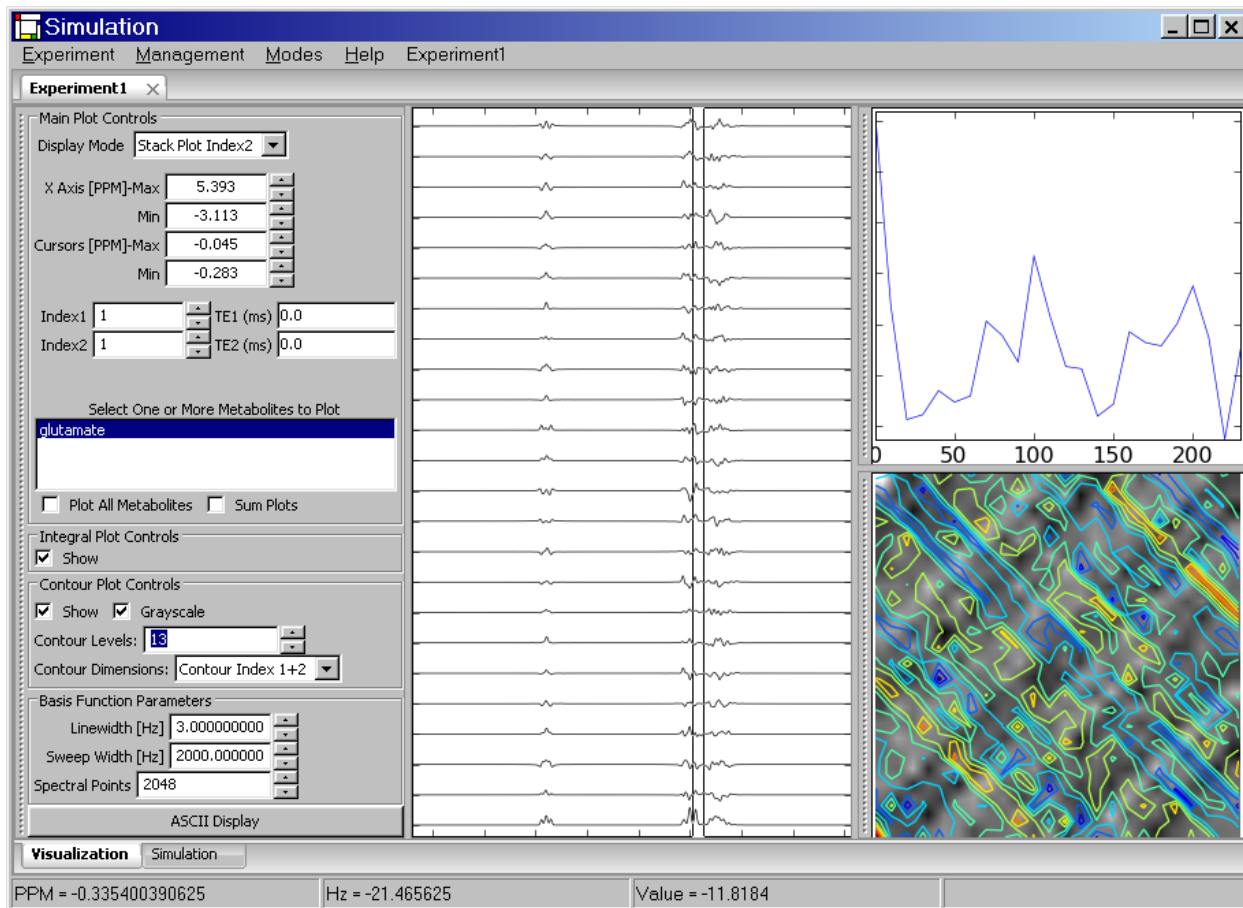 Simulation
Experiment Management Modes Help Experiment1
Experiment1
Main Plot Controls
Display Mode Stack Plot Index2
X Axis [PPM]-Max 5.393
Min -3.113
Cursors [PPM]-Max -0.045
Min -0.283
Index1 1 TE1 (ms) 0.0
Index2 1 TE2 (ms) 0.0
Select One or More Metabolites to Plot
glutamate
Plot All Metabolites Sum Plots
Integral Plot Controls
Show
Contour Plot Controls
Show Grayscale
Contour Levels: 13
Contour Dimensions: Contour Index 1+2
Basis Function Parameters
Linewidth [Hz] 3.000000000
Sweep Width [Hz] 2000.000000
Spectral Points 2048
ASCII Display
0 50 100 150 200
Visualization Simulation
PPM = -0.335400390625 Hz = -21.465625 Value = -11.8184